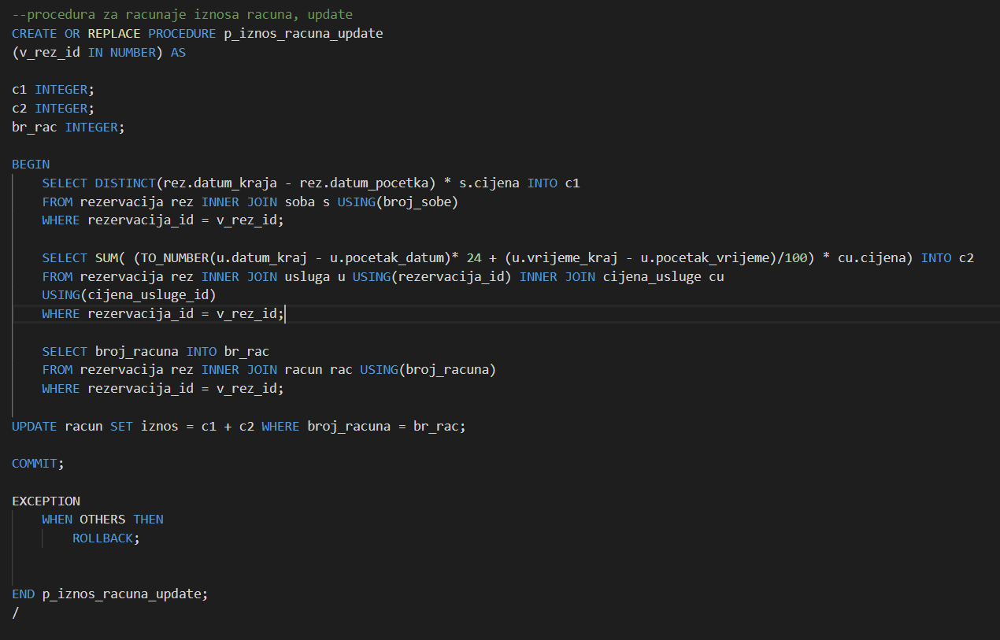 --procedura za racunaje iznosa racuna, update
CREATE OR REPLACE PROCEDURE p_iznos_racuna_update
(v_rez_id IN NUMBER) AS
c1 INTEGER;
c2 INTEGER;
br_rac INTEGER;
BEGIN
SELECT DISTINCT(rez.datum_kraja - rez.datum_pocetka) * s.cijena INTO c1
FROM rezervacija rez INNER JOIN soba s USING(broj_sobe)
WHERE rezervacija_id = v_rez_id;
SELECT SUM( (TO_NUMBER(u.datum_kraj - u.pocetak_datum)* 24 + (u.vrijeme_kraj - u.pocetak_vrijeme)/100) * cu.cijena) INTO c2
FROM rezervacija rez INNER JOIN usluga u USING(rezervacija_id) INNER JOIN cijena_usluge cu
USING(cijena_usluge_id)
WHERE rezervacija_id = v_rez_id;
SELECT broj_racuna INTO br_rac
FROM rezervacija rez INNER JOIN racun rac USING(broj_racuna)
WHERE rezervacija_id = v_rez_id;
UPDATE racun SET iznos = c1 + c2 WHERE broj_racuna = br_rac;
COMMIT;
EXCEPTION
WHEN OTHERS THEN
ROLLBACK;
END p_iznos_racuna_update;
/